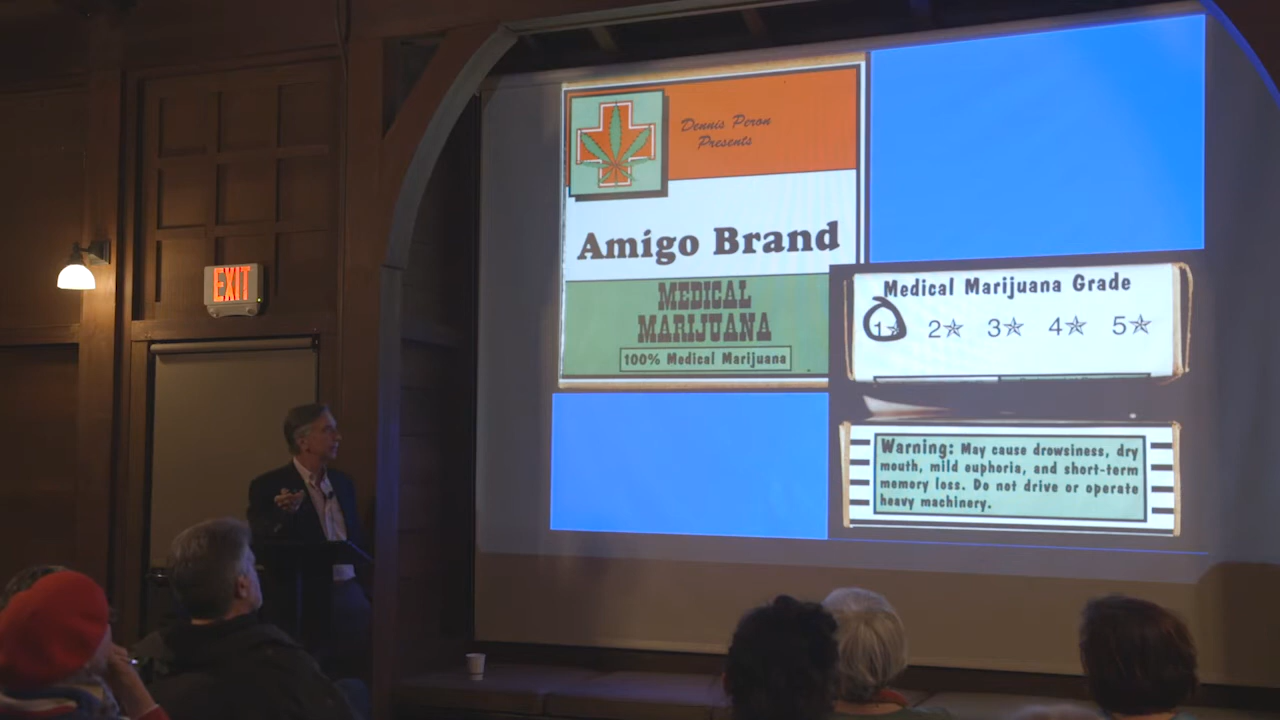 EXIT
Dennis Peron
Presents
Amigo Brand
MEDICAL
MARIJUANA
100% Medical Marijuana
Medical Marijuana Grade
1☆ 2☆ 3☆ 4☆ 5☆
Warning: May cause drowsiness, dry
mouth, mild euphoria, and short-term
memory loss. Do not drive or operate
heavy machinery.